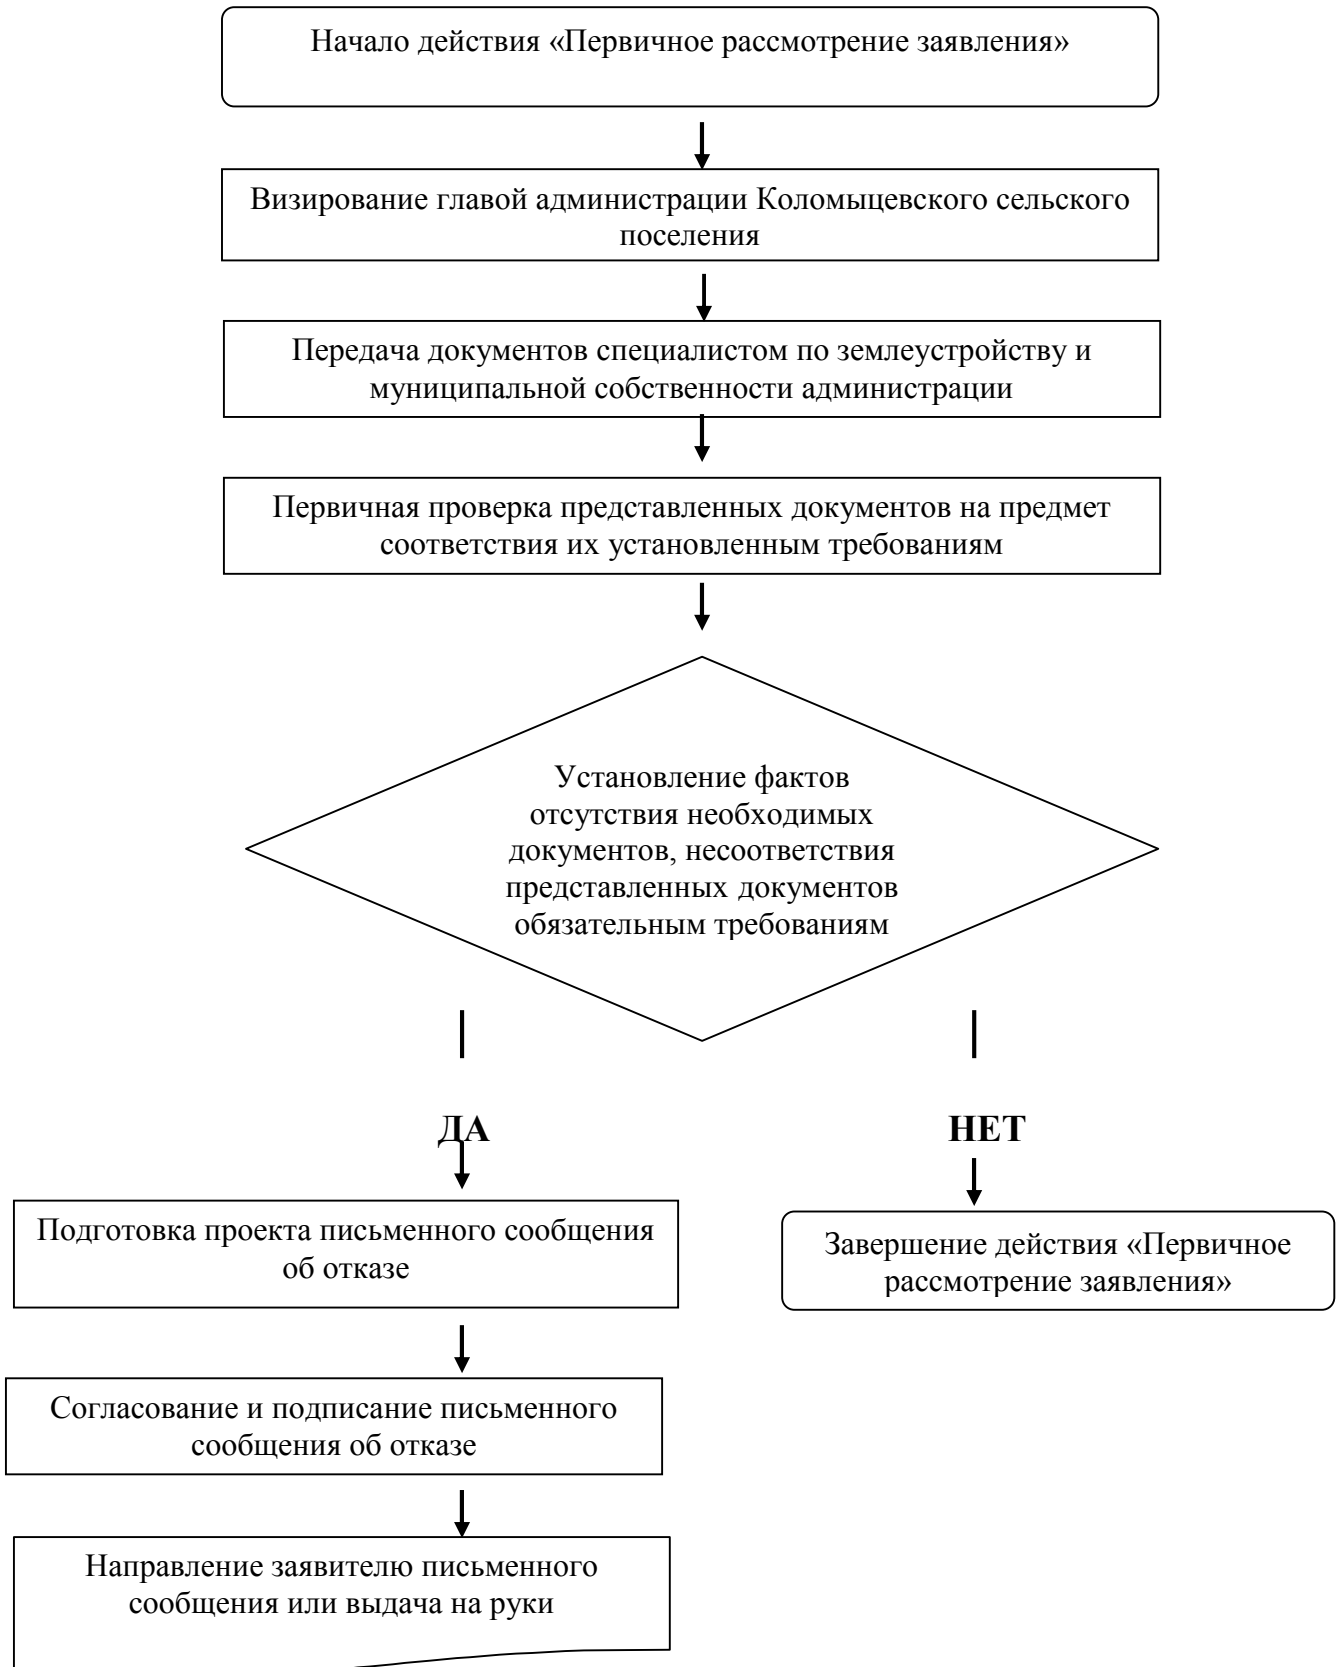 Начало действия «Первичное рассмотрение заявления»
Визирование главой администрации Коломыцевского сельского
поселения
Передача документов специалистом по землеустройству и
муниципальной собственности администрации
Первичная проверка представленных документов на предмет
соответствия их установленным требованиям
Установление фактов
отсутствия необходимых
документов, несоответствия
представленных документов
обязательным требованиям
ДА
НЕТ
Подготовка проекта письменного сообщения
об отказе
Завершение действия «Первичное
рассмотрение заявления»
Согласование и подписание письменного
сообщения об отказе
Направление заявителю письменного
сообщения или выдача на руки